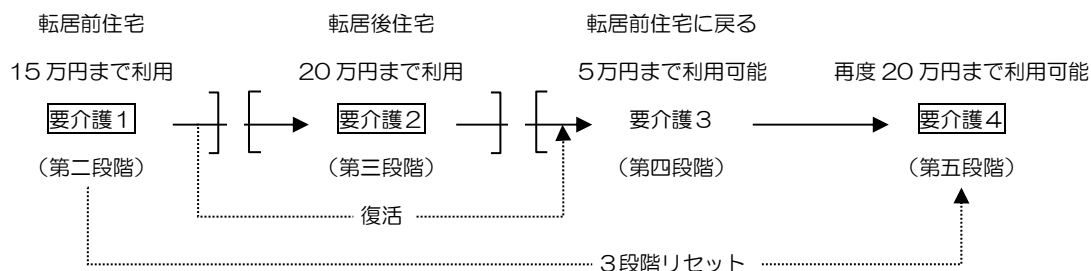 転居前住宅 転居後住宅 転居前住宅に戻る
15万円まで利用 20万円まで利用 5万円まで利用可能 再度20万円まで利用可能
要介護1 要介護2 要介護3 要介護4
（第二段階） （第三段階） （第四段階） （第五段階）
復活
3段階リセット